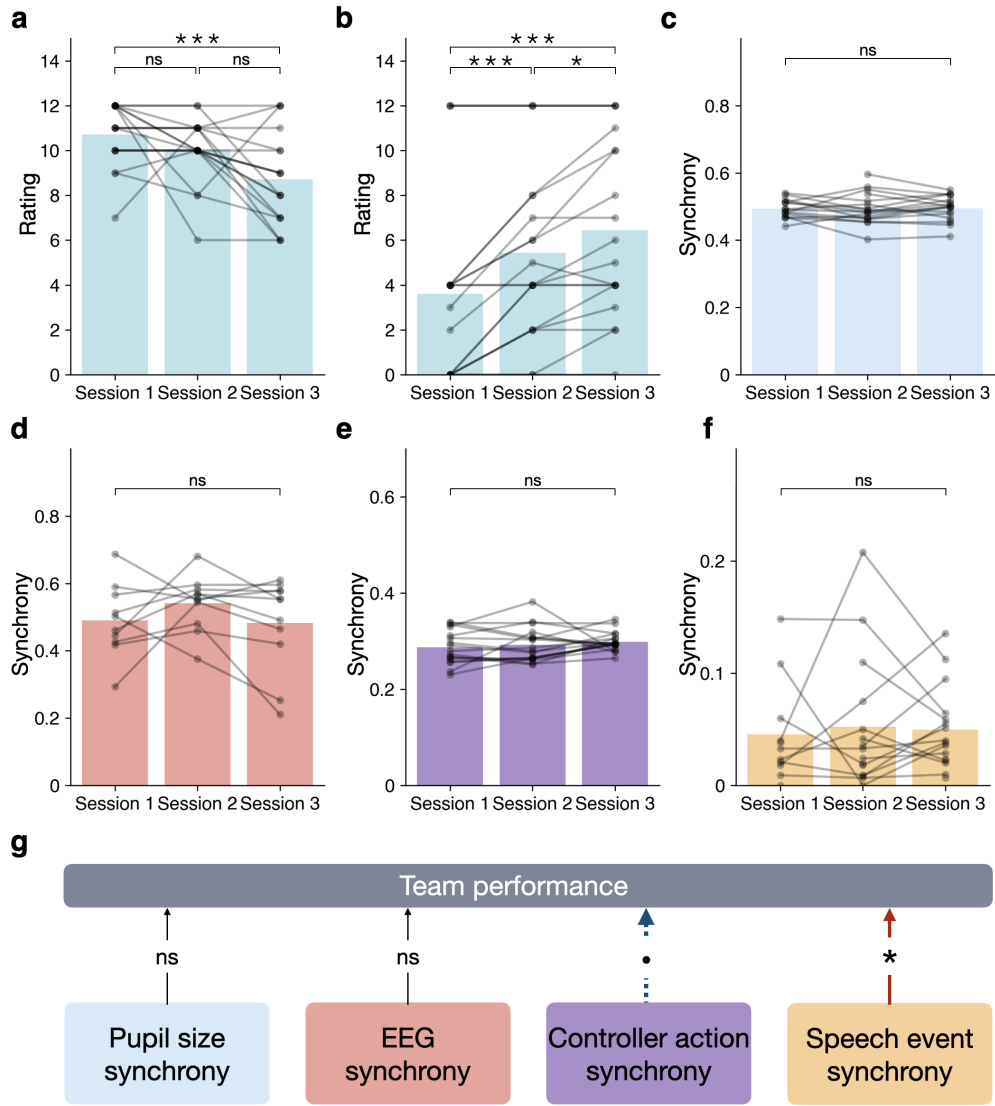 a
b
c
* * *
ns
ns
* * *
* * *
*
ns
14
12
10
8
6
4
2
0
Rating
Session 1
Session 2
Session 3
14
12
10
8
6
4
2
0
Rating
Session 1
Session 2
Session 3
0.8
0.6
0.4
0.2
0
Synchrony
Session 1
Session 2
Session 3
d
e
f
ns
ns
ns
0.8
0.6
0.4
0.2
0
Synchrony
Session 1
Session 2
Session 3
0.6
0.4
0.2
0
Synchrony
Session 1
Session 2
Session 3
0.2
0.1
0
Synchrony
Session 1
Session 2
Session 3
g
Team performance
ns
ns
•
*
Pupil size
synchrony
EEG
synchrony
Controller action
synchrony
Speech event
synchrony